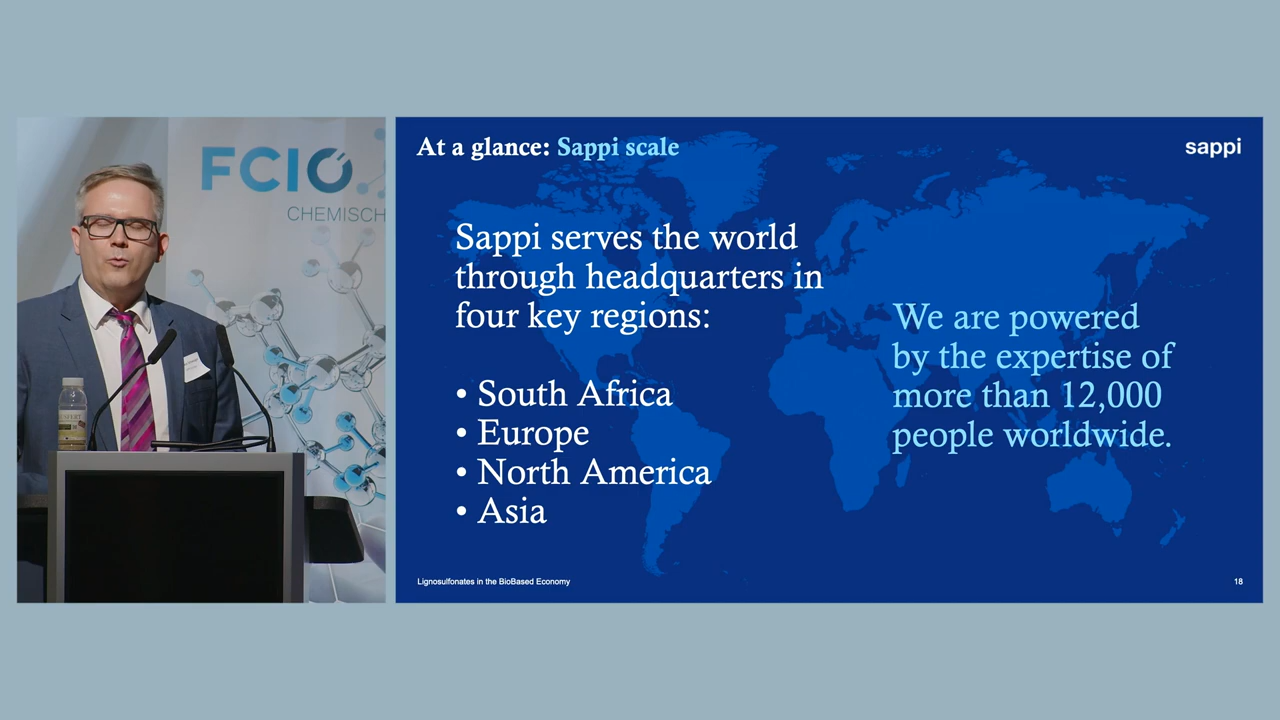 FCIO
CHEMISCH
At a glance: Sappi scale
sappi
Sappi serves the world
through headquarters in
four key regions:
• South Africa
• Europe
• North America
• Asia
We are powered
by the expertise of
more than 12,000
people worldwide.
Lignosulfonates in the BioBased Economy
18